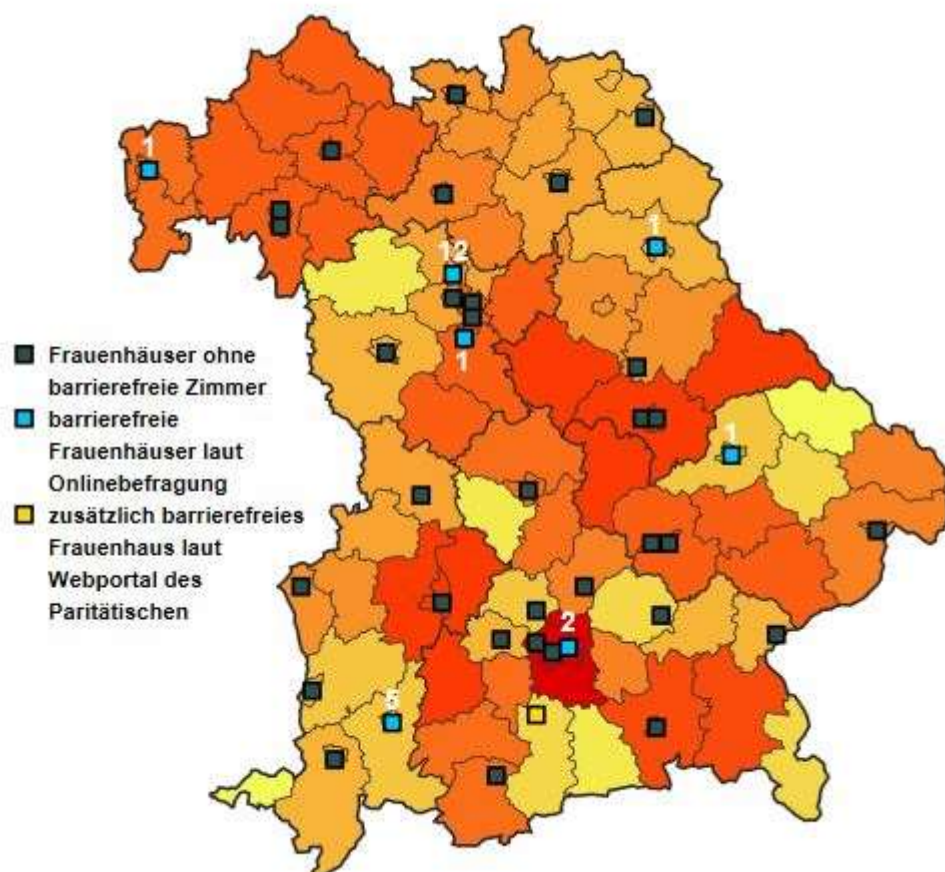 1
1
12
Frauenhäuser ohne
barrierefreie Zimmer
1
barrierefreie
Frauenhäuser laut
Onlinebefragung
1
zusätzlich barrierefreies
Frauenhaus laut
Webportal des
Paritätischen
2